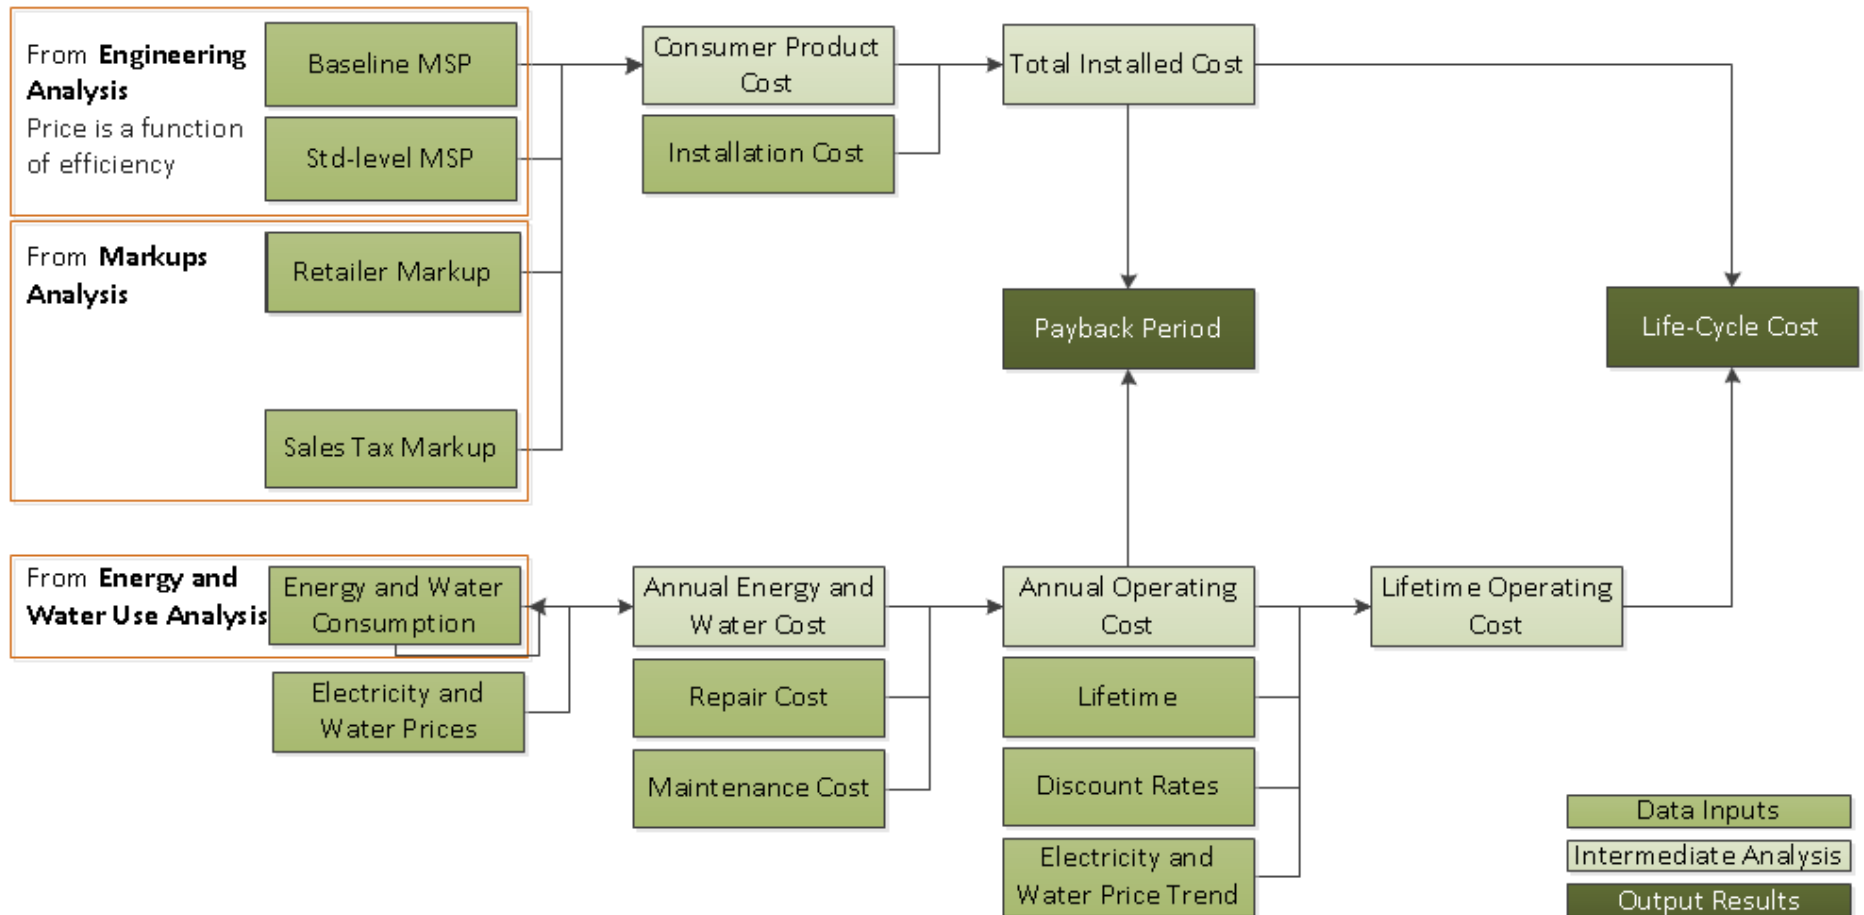 From Engineering
Analysis
Price is a function
of efficiency
Baseline MSP
Std-level MSP
Consumer Product
Cost
Installation Cost
Total Installed Cost
From Markups
Analysis
Retailer Markup
Sales Tax Markup
Payback Period
Life-Cycle Cost
From Energy and
Water Use Analysis
Energy and Water
Consumption
Electricity and
Water Prices
Annual Energy and
Water Cost
Repair Cost
Maintenance Cost
Annual Operating
Cost
Lifetime
Discount Rates
Electricity and
Water Price Trend
Lifetime Operating
Cost
Data Inputs
Intermediate Analysis
Output Results